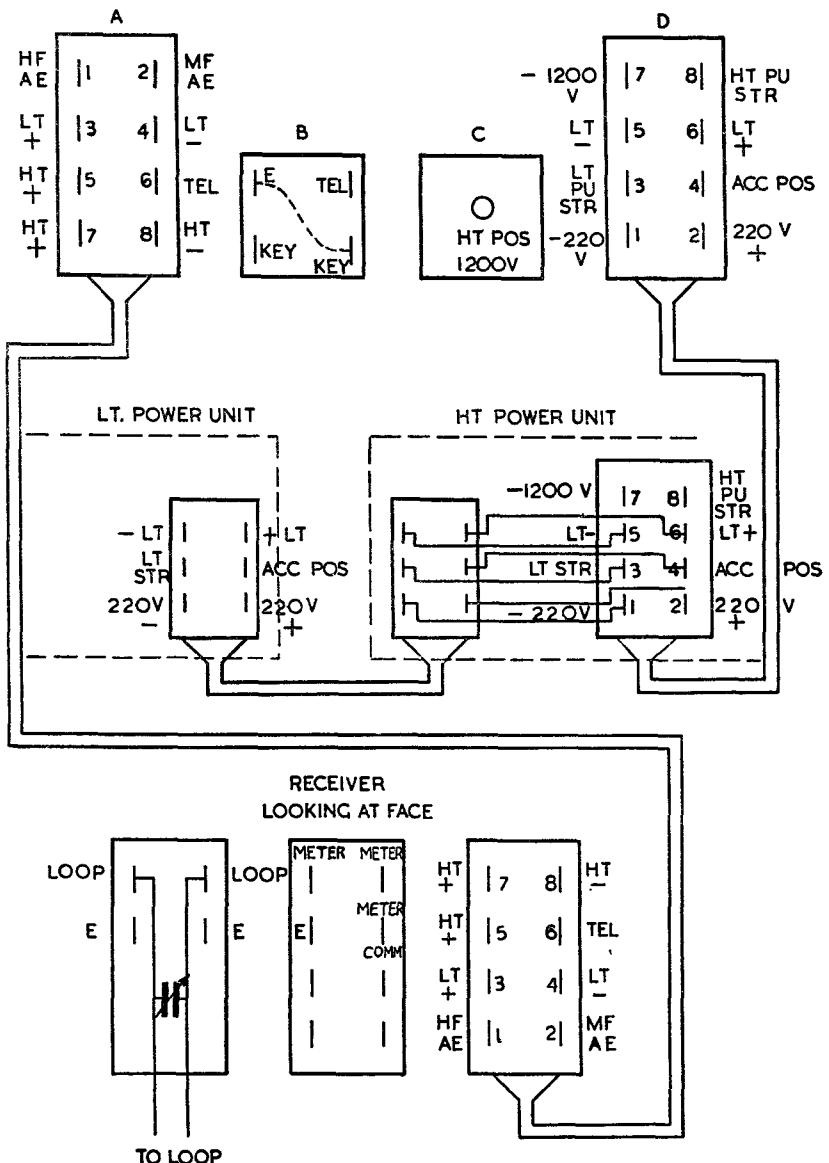 A
D
HF AE
1
2
MF AE
LT +
3
4
LT -
HT +
5
6
TEL
HT +
7
8
HT -
B
E
TEL
KEY
KEY
C
HT POS
1200V
- 1200 V
7
8
HT PU STR
LT -
5
6
LT +
LT PU STR
3
4
ACC POS
-220 V
1
2
220 V +
LT. POWER UNIT
HT POWER UNIT
- LT
+ LT
LT STR
ACC POS
220V -
220V +
-1200 V
7
8
HT PU STR
LT-
5
6
LT+
LT STR
3
4
ACC POS
- 220V
1
2
220 V +
RECEIVER
LOOKING AT FACE
LOOP
LOOP
E
E
TO LOOP
METER METER
METER
E
COMM
HT +
7
8
HT -
HT +
5
6
TEL
LT +
3
4
LT -
HF AE
1
2
MF AE